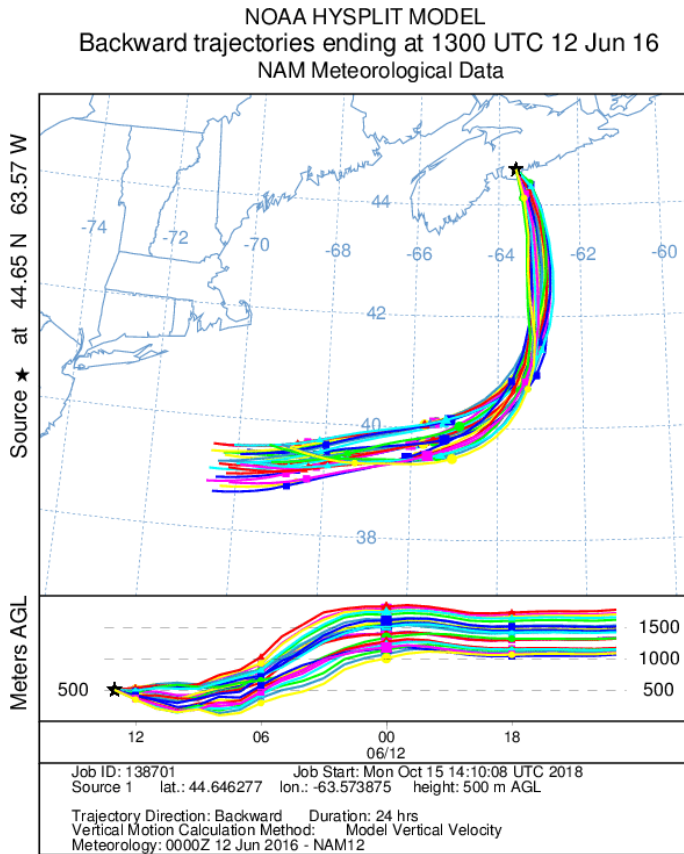 NOAA HYSPLIT MODEL
Backward trajectories ending at 1300 UTC 12 Jun 16
NAM Meteorological Data
Source ★ at 44.65 N 63.57 W
-74
-72
-70
-68
-66
-64
-62
-60
44
42
40
38
Meters AGL
500
1500
1000
500
12
06
00
18
06/12
Job ID: 138701 Job Start: Mon Oct 15 14:10:08 UTC 2018
Source 1 lat.: 44.646277 lon.: -63.573875 height: 500 m AGL
Trajectory Direction: Backward Duration: 24 hrs
Vertical Motion Calculation Method: Model Vertical Velocity
Meteorology: 0000Z 12 Jun 2016 - NAM12